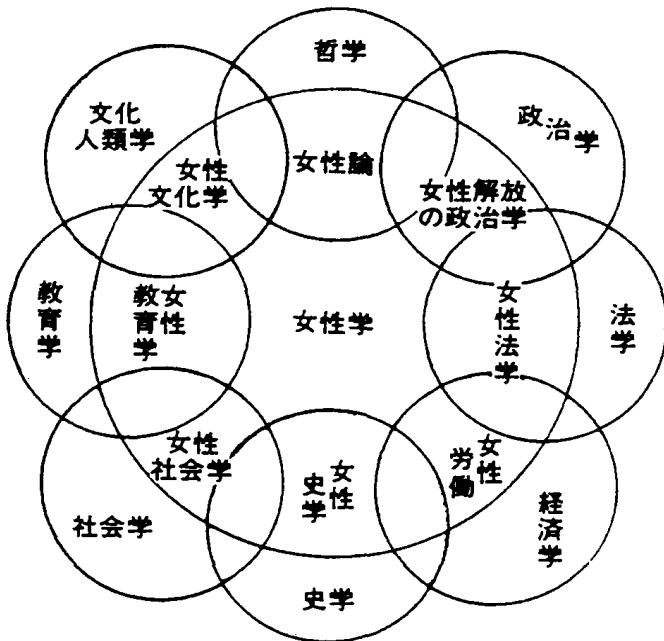 哲学
文化
人類学
政治学
女性
文化学
女性論
女性解放
の政治学
教育学
女性
教育学
女性学
女性法学
法学
女性
社会学
女性
史学
女性
労働
社会学
経済学
史学